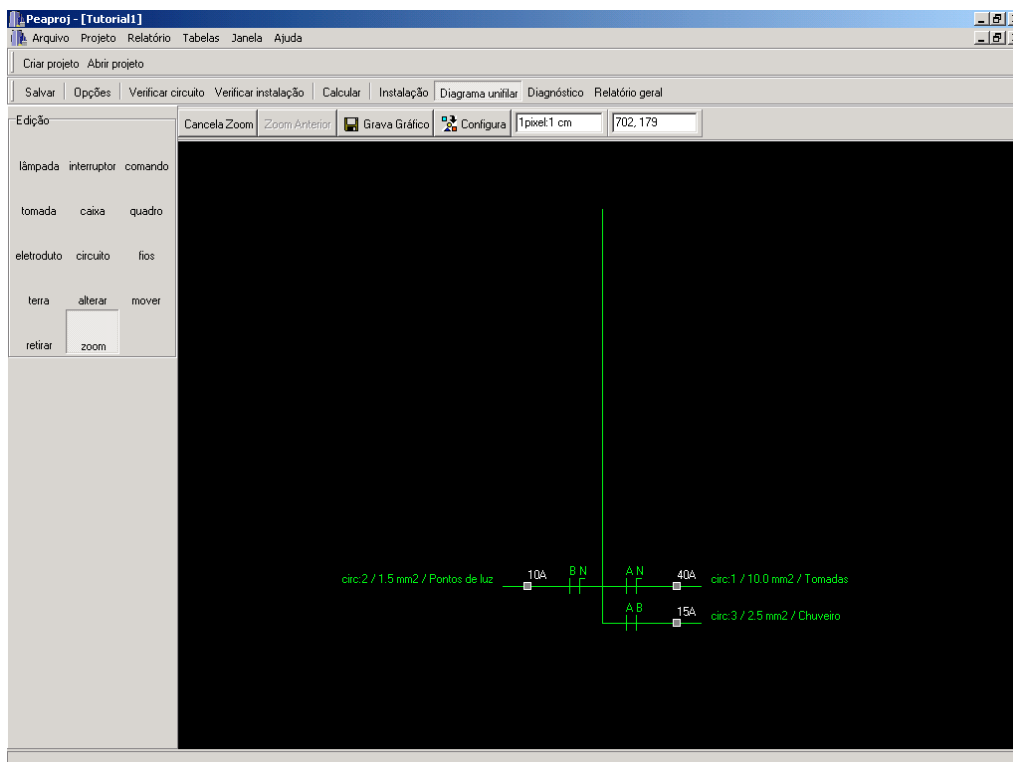 Peaproj - [Tutorial1]
Arquivo Projeto Relatório Tabelas Janela Ajuda
Criar projeto Abrir projeto
Salvar Opções Verificar circuito Verificar instalação Calcular Instalação Diagrama unifilar Diagnóstico Relatório geral
Edição
Cancela Zoom Zoom Anterior Grava Gráfico Configura 1pixel:1 cm 702, 179
lâmpada interruptor comando
tomada caixa quadro
eletroduto circuito fios
terra alterar mover
retirar zoom
circ:2 / 1.5 mm2 / Pontos de luz 10A B N A N 40A circ:1 / 10.0 mm2 / Tomadas
A B 15A circ:3 / 2.5 mm2 / Chuveiro